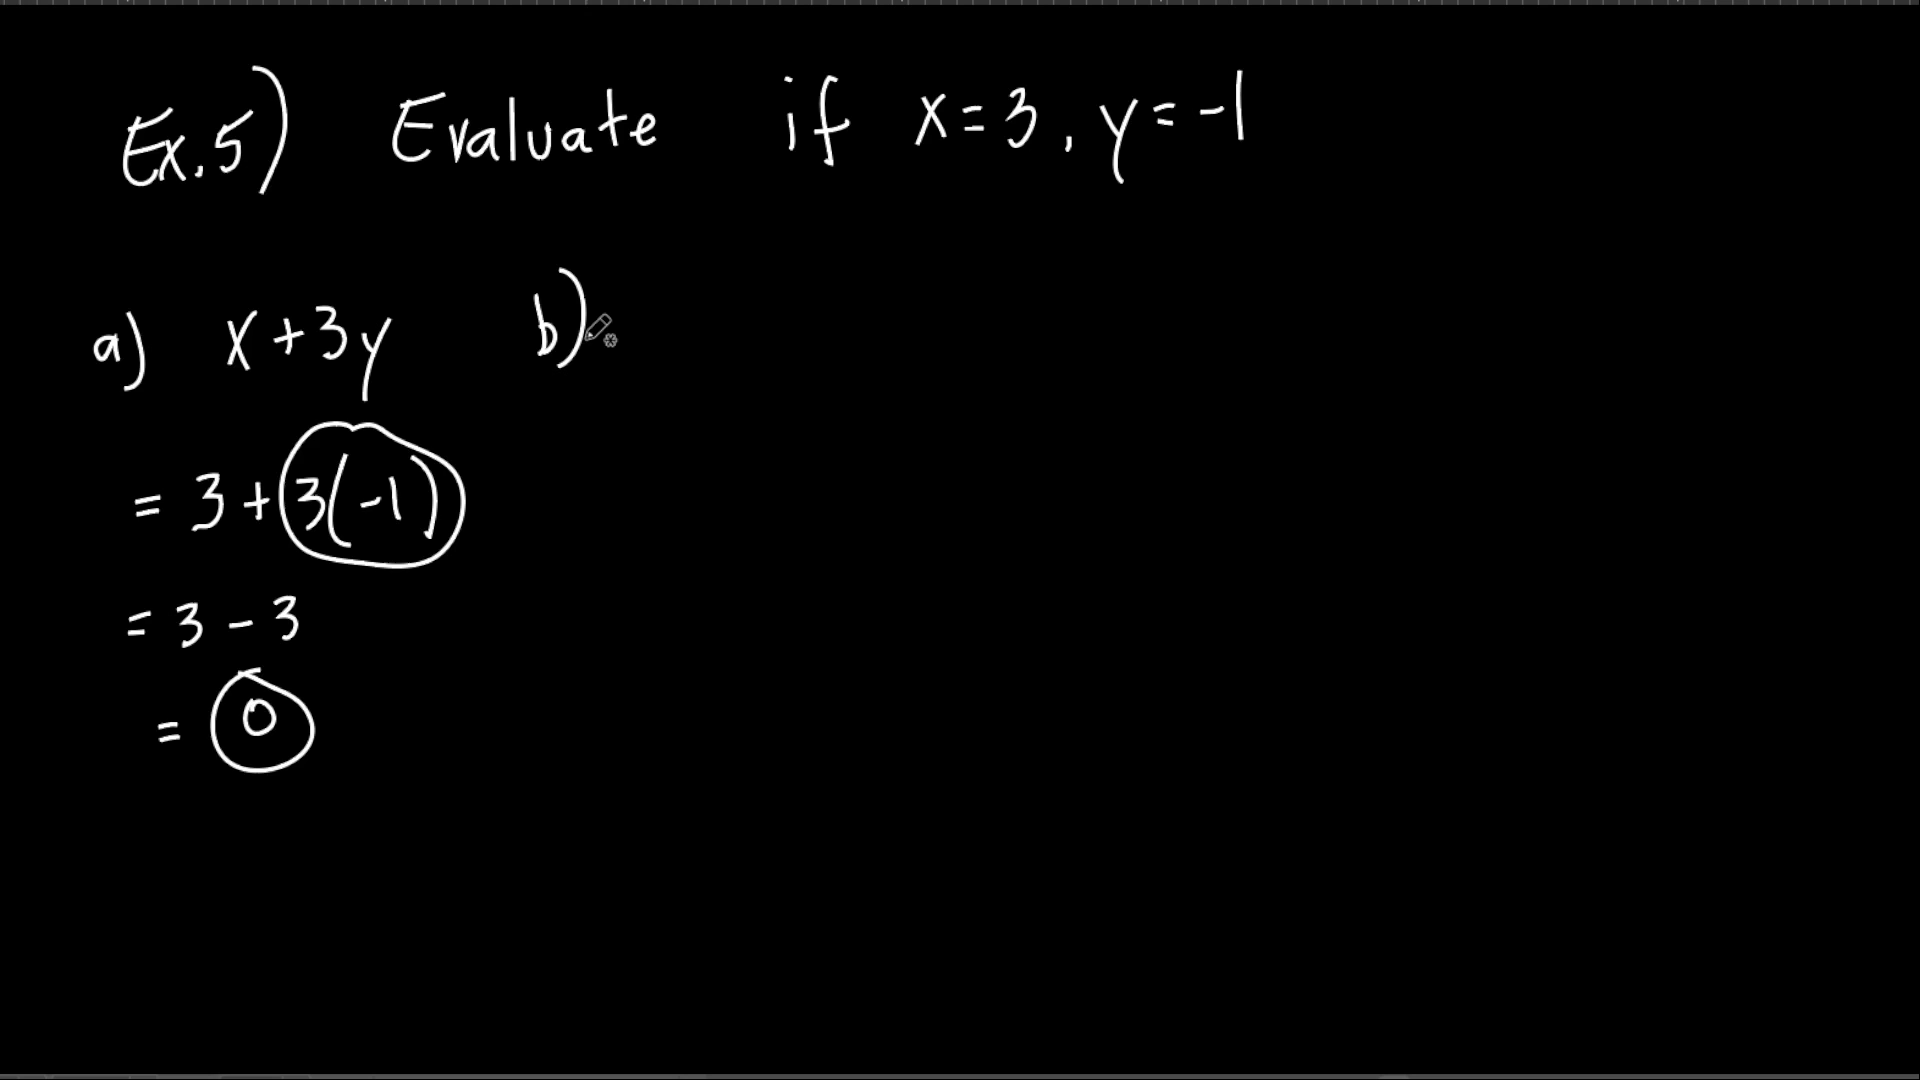 Ex.5) Evaluate if x=3, y=-1
a) x+3y b)
= 3+3(-1)
= 3-3
= 0